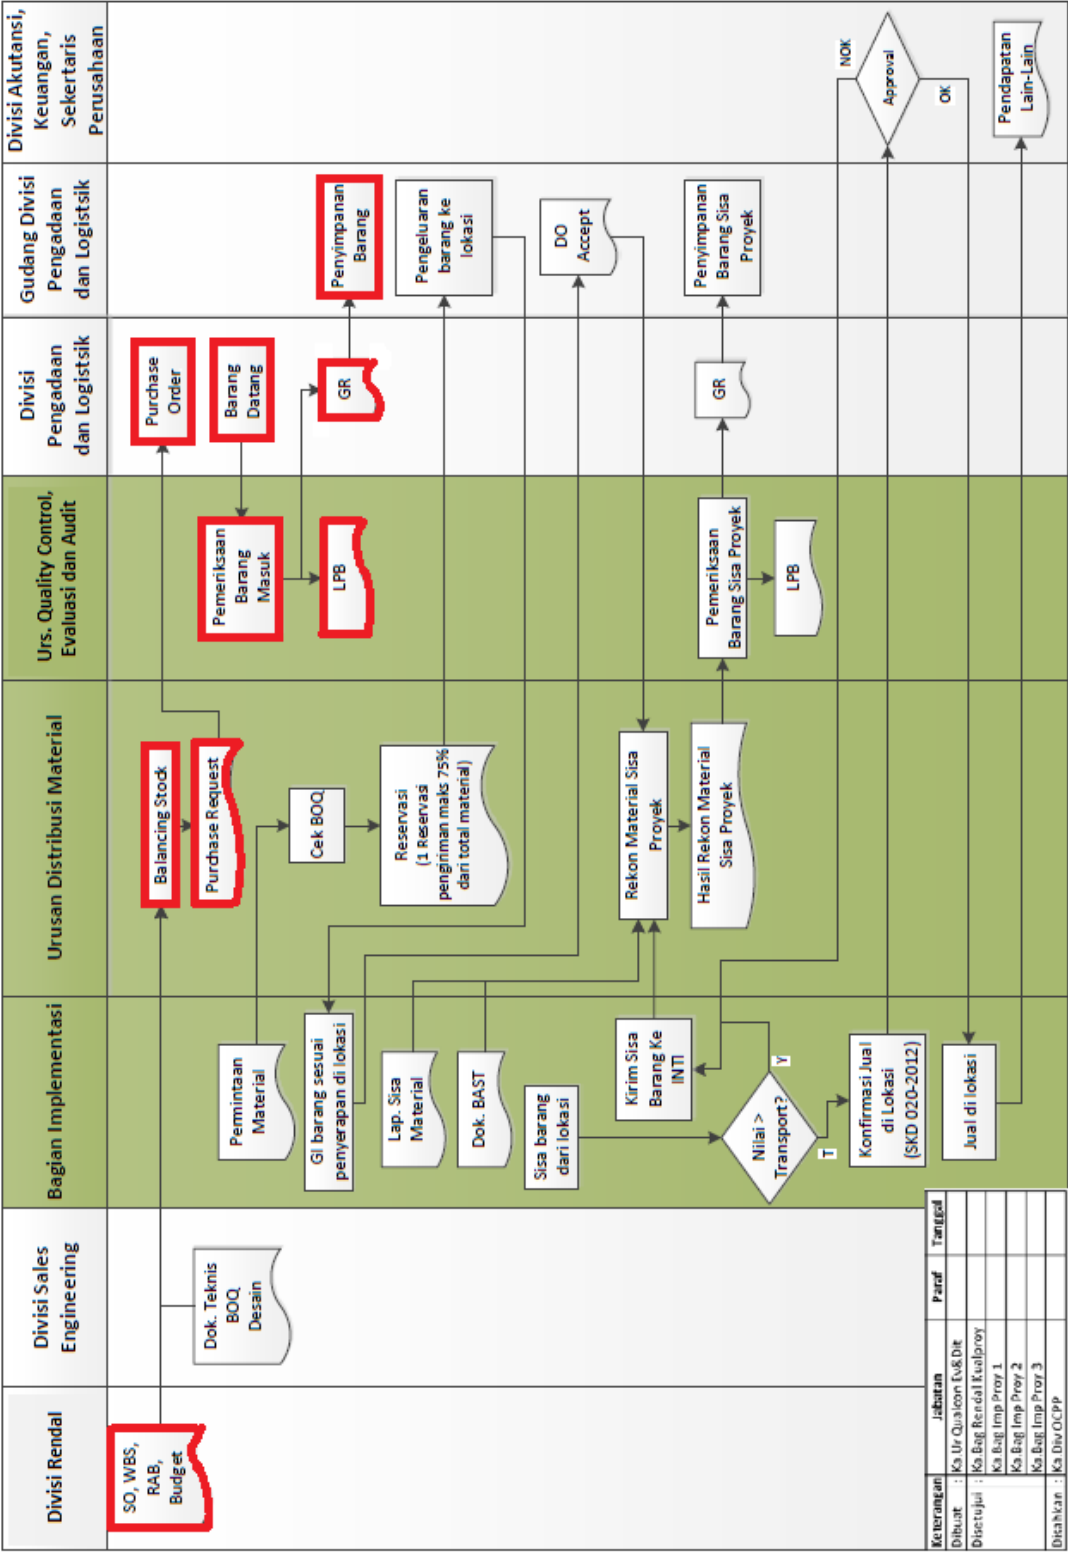 Divisi Rendal
Divisi Sales
Engineering
Bagian Implementasi
Urusan Distribusi Material
Urs. Quality Control,
Evaluasi dan Audit
Divisi
Pengadaan
dan Logistsik
Gudang Divisi
Pengadaan
dan Logistsik
Divisi Akutansi,
Keuangan,
Sekertaris
Perusahaan
SO, WBS,
RAB,
Budget
Dok. Teknis
BOQ
Desain
Balancing Stock
Purchase Request
Purchase
Order
Barang
Datang
Pemeriksaan
Barang
Masuk
LPB
GR
Penyimpanan
Barang
Permintaan
Material
Cek BOQ
Reservasi
(1 Reservasi
pengiriman maks 75%
dari total material)
Pengeluaran
barang ke
lokasi
GI barang sesuai
penyerapan di lokasi
DO
Accept
Lap. Sisa
Material
Dok. BAST
Sisa barang
dari lokasi
Kirim Sisa
Barang Ke
INTI
Rekon Material Sisa
Proyek
Hasil Rekon Material
Sisa Proyek
Pemeriksaan
Barang Sisa Proyek
LPB
GR
Penyimpanan
Barang Sisa
Proyek
Nilai >
Transport?
Y
T
Konfirmasi Jual
di Lokasi
(SKD 020-2012)
Approval
NOK
OK
Jual di lokasi
Pendapatan
Lain-Lain
Keterangan Jabatan Paraf Tanggal
Dibuat : Ka.Ur Qualcon Ev&Dit
Disetujui : Ka.Bag Rendal Kualproy
Ka.Bag Imp Proy 1
Ka.Bag Imp Proy 2
Ka.Bag Imp Proy 3
Disahkan : Ka.Div OCPP